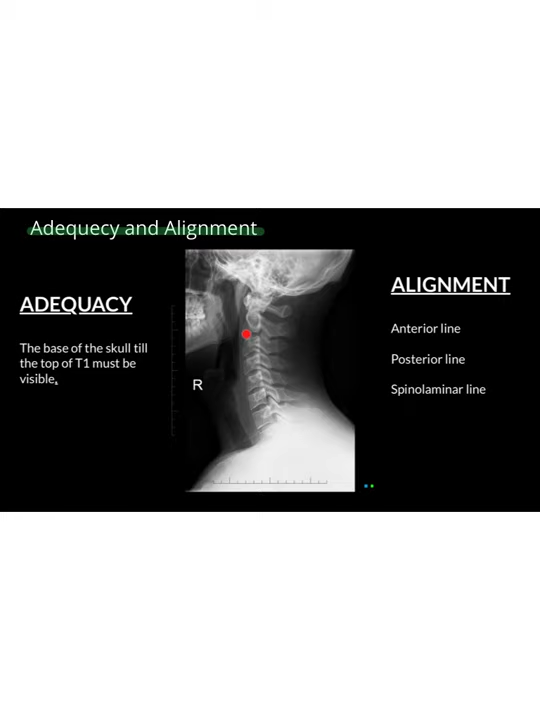 Adequecy and Alignment
ADEQUACY
The base of the skull till
the top of T1 must be
visible.
R
ALIGNMENT
Anterior line
Posterior line
Spinolaminar line